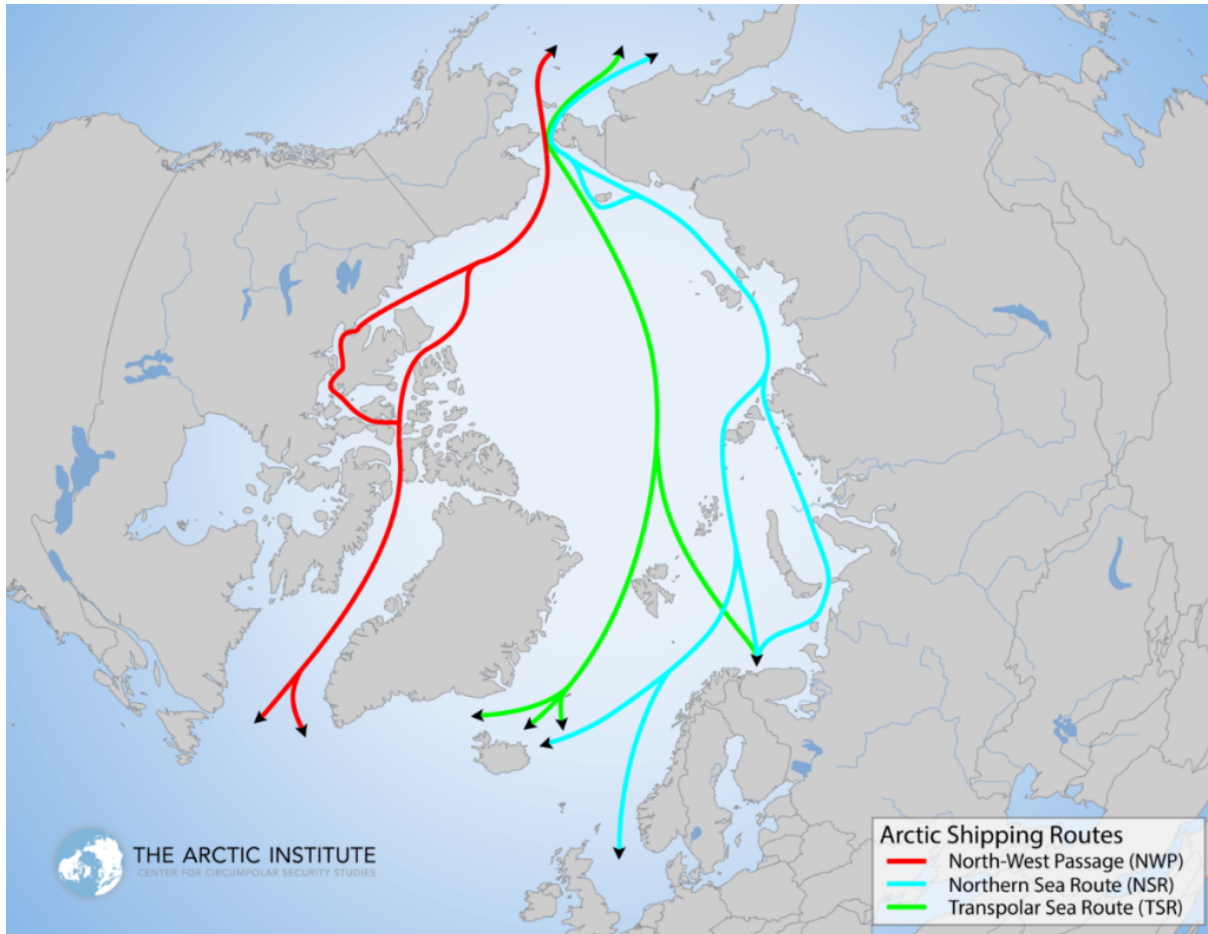 THE ARCTIC INSTITUTE
CENTER FOR CIRCUMPOLAR SECURITY STUDIES
Arctic Shipping Routes
North-West Passage (NWP)
Northern Sea Route (NSR)
Transpolar Sea Route (TSR)